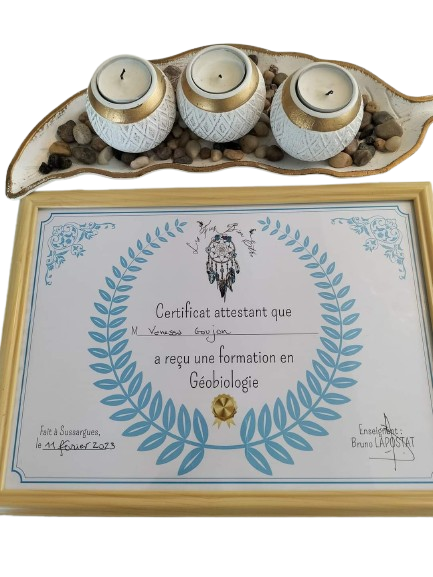 Certificat attestant que
M Vanessa Goujon
a reçu une formation en
Géobiologie
Fait à Sussargues,
le 11 février 2023
Enseignant :
Bruno LAPOSTAT